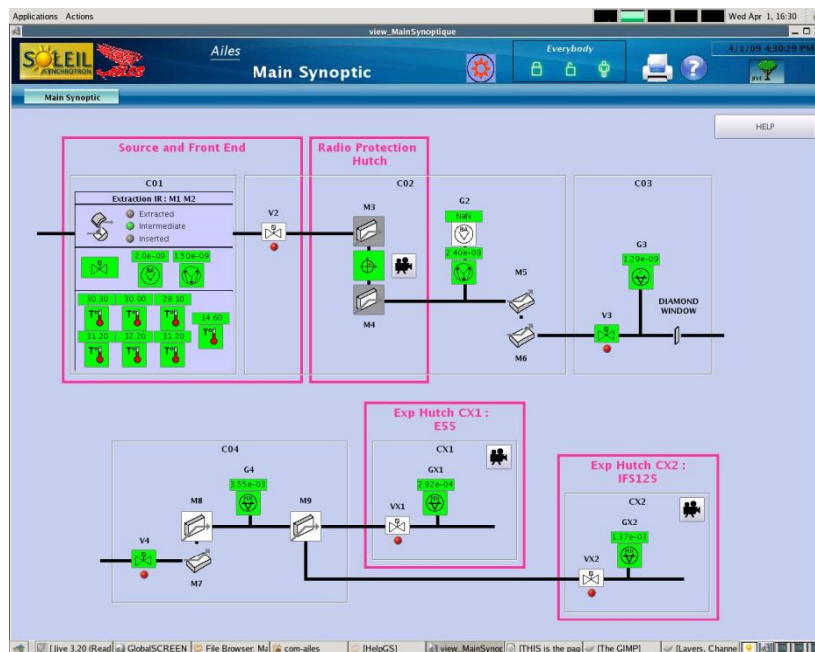 Applications Actions
Wed Apr 1, 16:30
view_MainSynoptique
SOLEIL
SYNCHROTRON
Ailes
Main Synoptic
Everybody
4/1/09 4:30:29 PM
JIVE
Main Synoptic
HELP
Source and Front End
Radio Protection
Hutch
C01
C02
C03
Extraction IR : M1 M2
Extracted
Intermediate
Inserted
V2
M3
G2
NaN
G3
2.0e-09
1.50e-09
2.40e-09
1.29e-09
M5
DIAMOND
WINDOW
V3
30.30
30.00
29.10
34.60
M4
M6
31.20
32.20
31.20
T°
Exp Hutch CX1 :
E55
C04
CX1
G4
GX1
3.55e-03
2.92e-04
Exp Hutch CX2 :
IFS125
M8
M9
VX1
CX2
GX2
1.37e-03
V4
M7
VX2
[Jive 3.20 (Read
GlobalSCREEN
File Browser: Ma
com-ailes
[HelpGS]
view_MainSynop
[THIS is the pag
[The GIMP]
[Layers, Channe